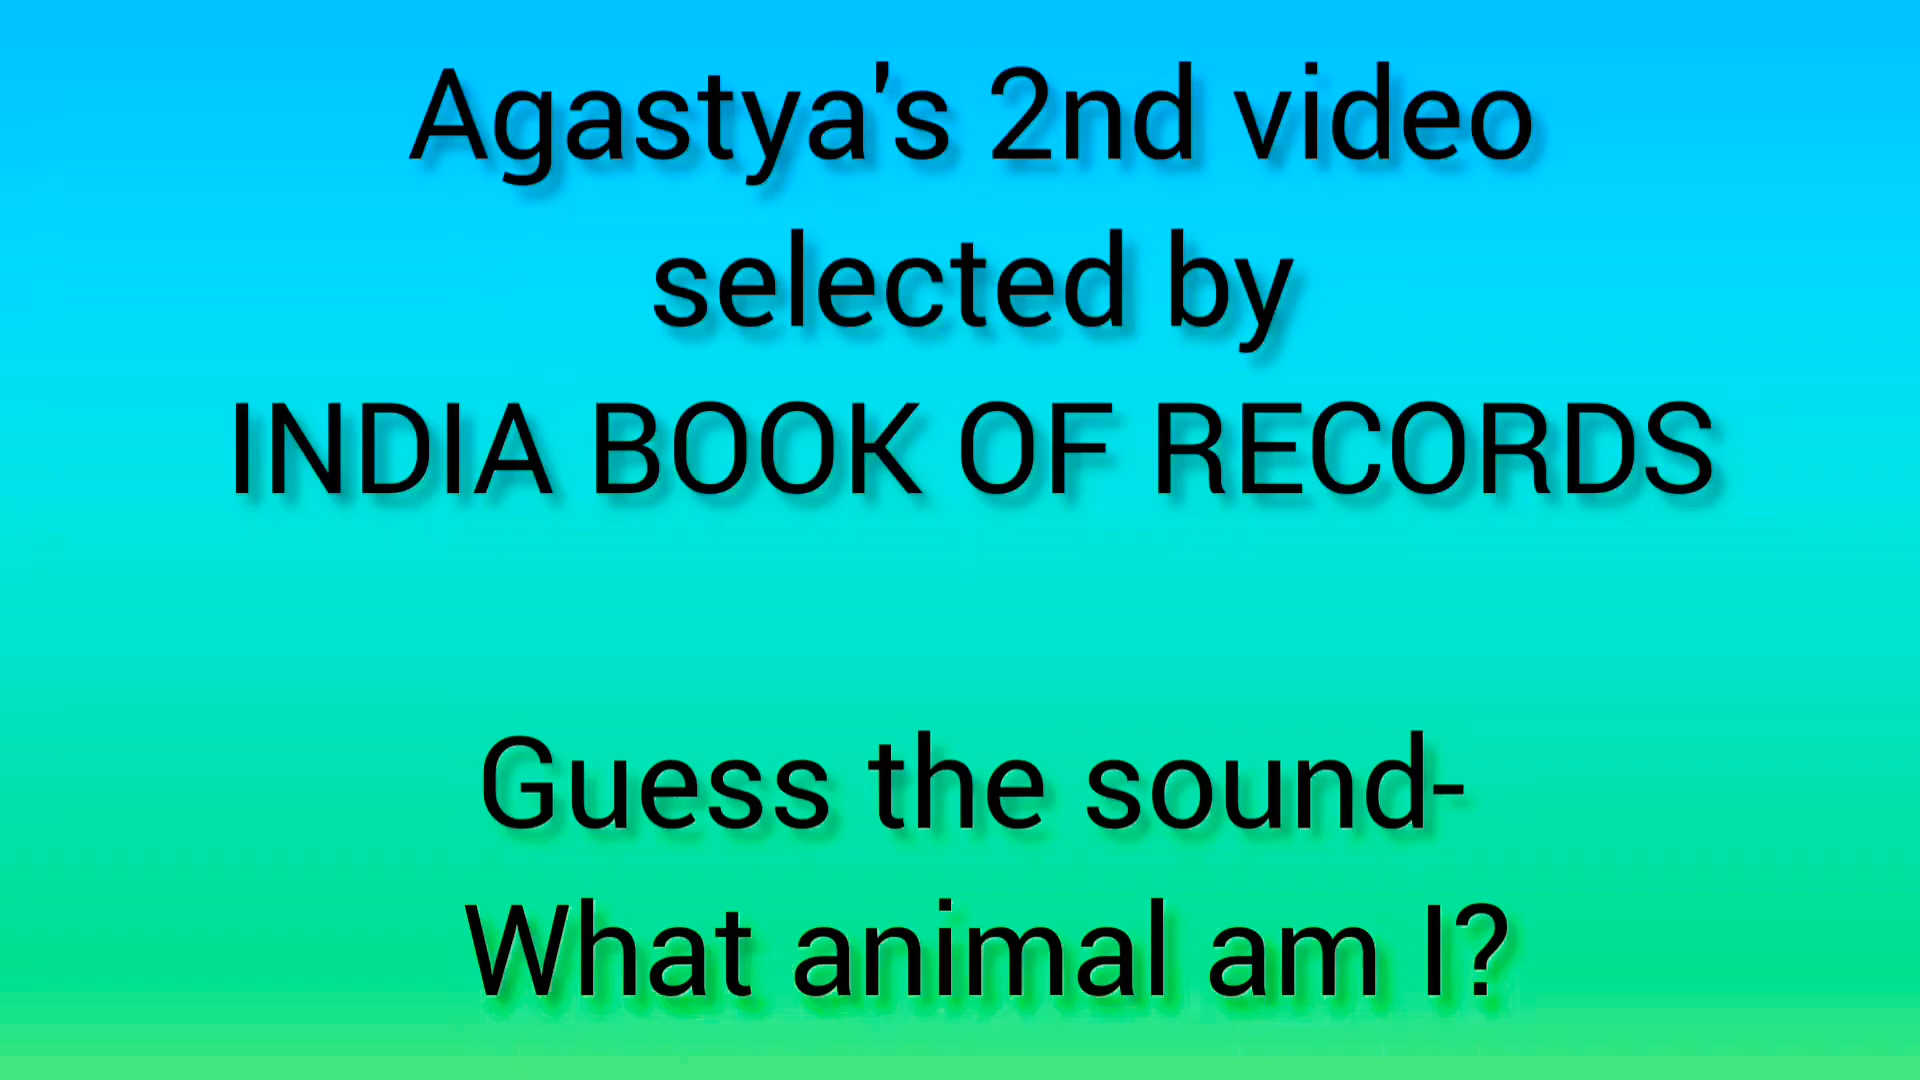 Agastya's 2nd video
selected by
INDIA BOOK OF RECORDS
Guess the sound-
What animal am I?